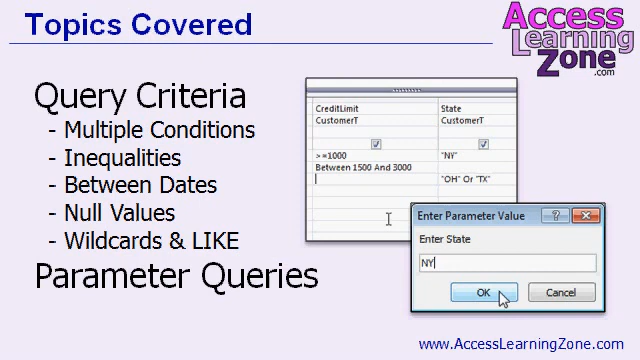 Topics Covered
Access
Learning
Zone.com
Query Criteria
- Multiple Conditions
- Inequalities
- Between Dates
- Null Values
- Wildcards & LIKE
Parameter Queries
CreditLimit State
CustomerT CustomerT
>=1000 "NY"
Between 1500 And 3000
"OH" Or "TX"
Enter Parameter Value
Enter State
NY
OK Cancel
www.AccessLearningZone.com